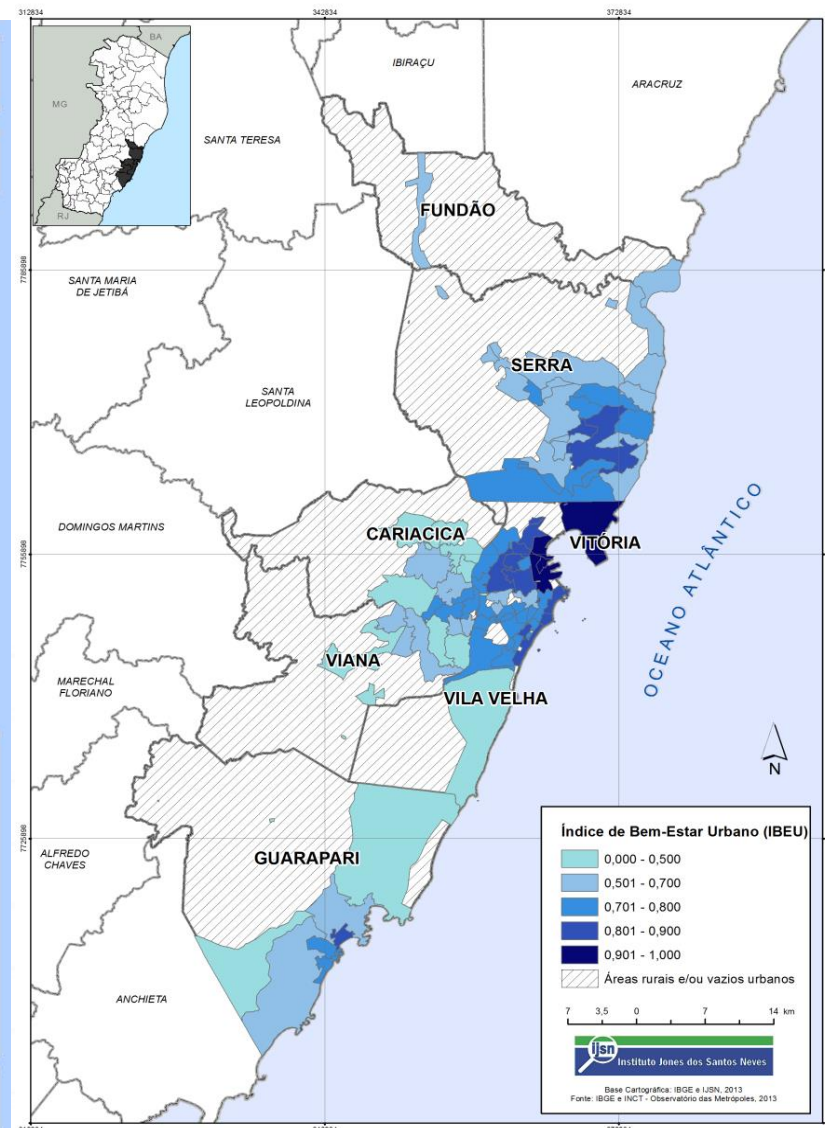 312834
342834
372834
BA
MG
RJ
IBIRAÇU
ARACRUZ
SANTA TERESA
FUNDÃO
7785898
7785898
SANTA MARIA
DE JETIBÁ
SERRA
SANTA
LEOPOLDINA
DOMINGOS MARTINS
CARIACICA
VITÓRIA
7755898
7755898
OCEANO ATLÂNTICO
VIANA
MARECHAL
FLORIANO
VILA VELHA
N
ALFREDO
CHAVES
7725898
7725898
GUARAPARI
ANCHIETA
Índice de Bem-Estar Urbano (IBEU)
0,000 - 0,500
0,501 - 0,700
0,701 - 0,800
0,801 - 0,900
0,901 - 1,000
Áreas rurais e/ou vazios urbanos
7 3,5 0 7 14 km
ijsn
Instituto Jones dos Santos Neves
Base Cartográfica: IBGE e IJSN, 2013
Fonte: IBGE e INCT - Observatório das Metrópoles, 2013